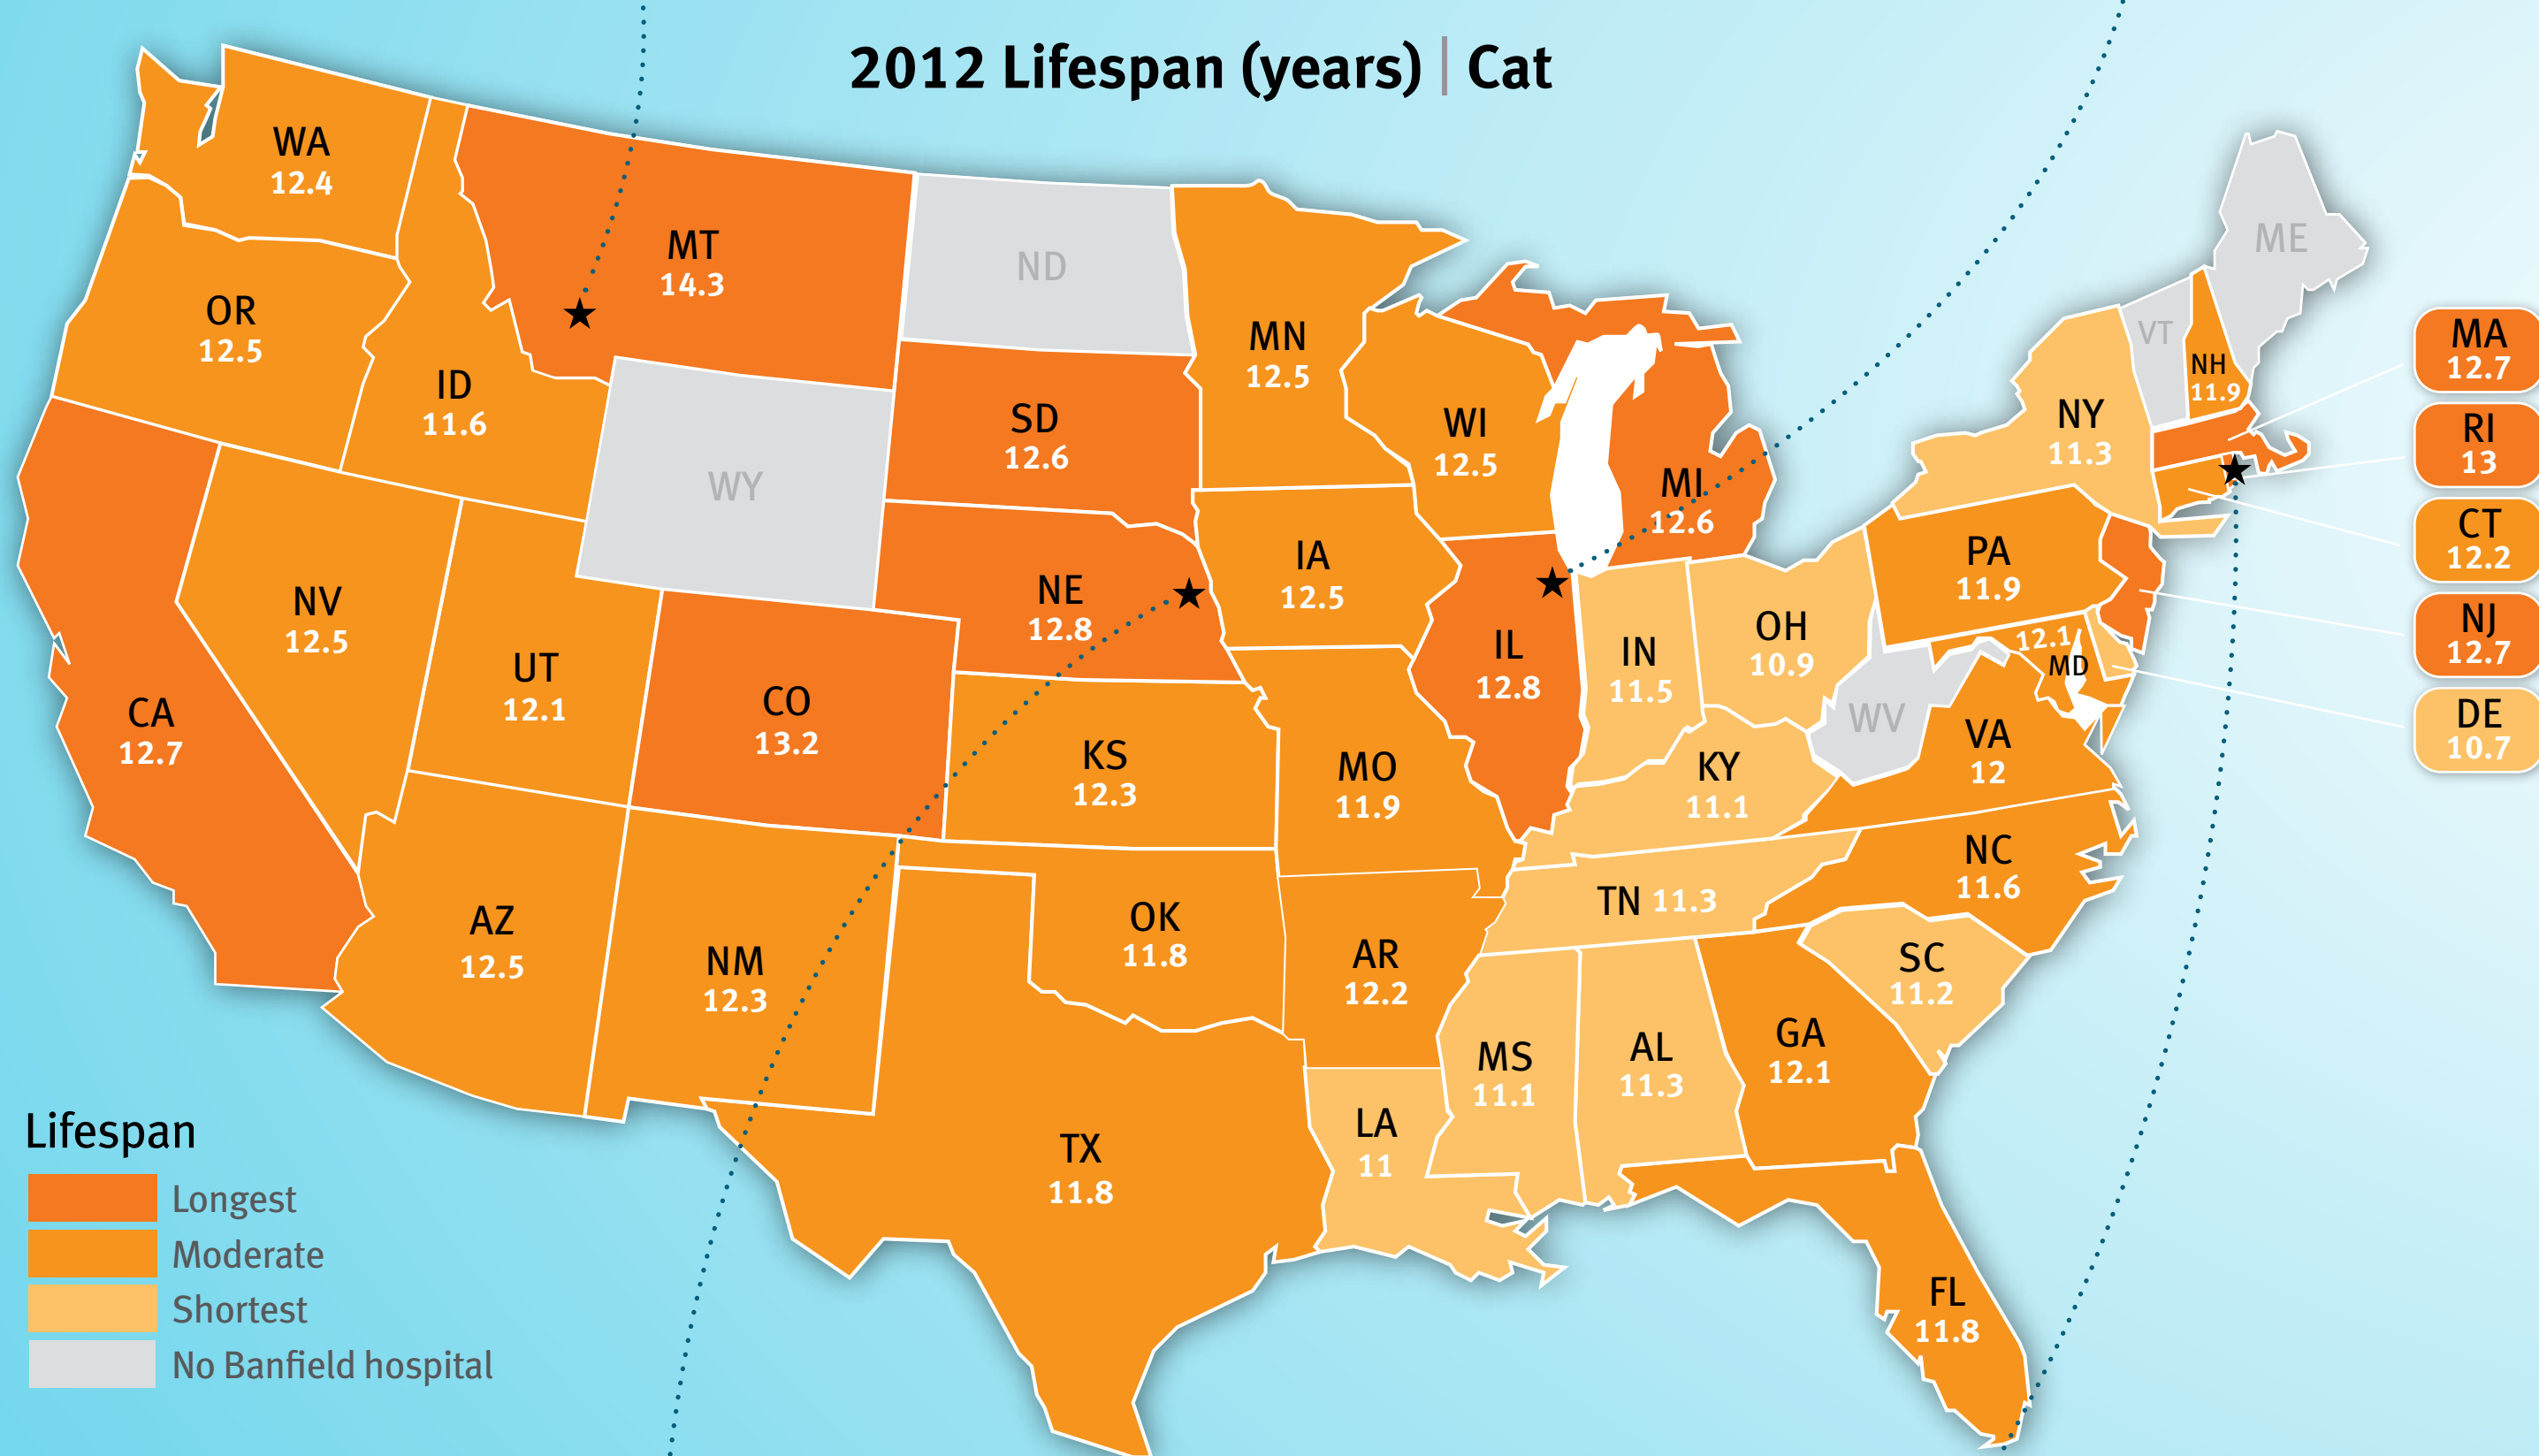 2012 Lifespan (years) | Cat
WA
12.4
OR
12.5
ID
11.6
MT
14.3
ND
WY
SD
12.6
NE
12.8
MN
12.5
WI
12.5
MI
12.6
IA
12.5
IL
12.8
IN
11.5
OH
10.9
NY
11.3
PA
11.9
VT
NH
11.9
ME
MA
12.7
RI
13
CT
12.2
NJ
12.7
DE
10.7
12.1
MD
WV
VA
12
CA
12.7
NV
12.5
UT
12.1
CO
13.2
KS
12.3
MO
11.9
KY
11.1
NC
11.6
TN 11.3
SC
11.2
AZ
12.5
NM
12.3
OK
11.8
AR
12.2
MS
11.1
AL
11.3
GA
12.1
LA
11
TX
11.8
FL
11.8
Lifespan
Longest
Moderate
Shortest
No Banfield hospital